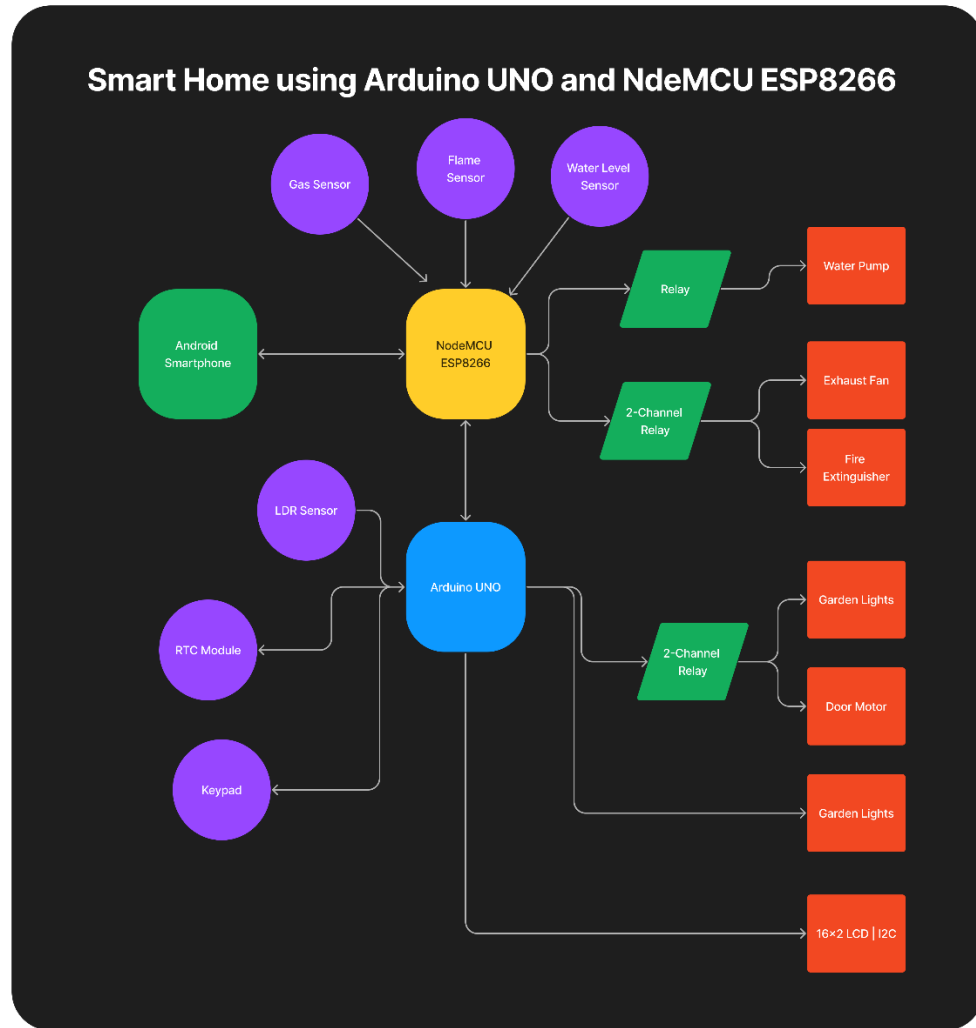 Smart Home using Arduino UNO and NdeMCU ESP8266
Gas Sensor
Flame
Sensor
Water Level
Sensor
Relay
Water Pump
Android
Smartphone
NodeMCU
ESP8266
2-Channel
Relay
Exhaust Fan
Fire
Extinguisher
LDR Sensor
Arduino UNO
RTC Module
2-Channel
Relay
Garden Lights
Door Motor
Keypad
Garden Lights
16×2 LCD | I2C